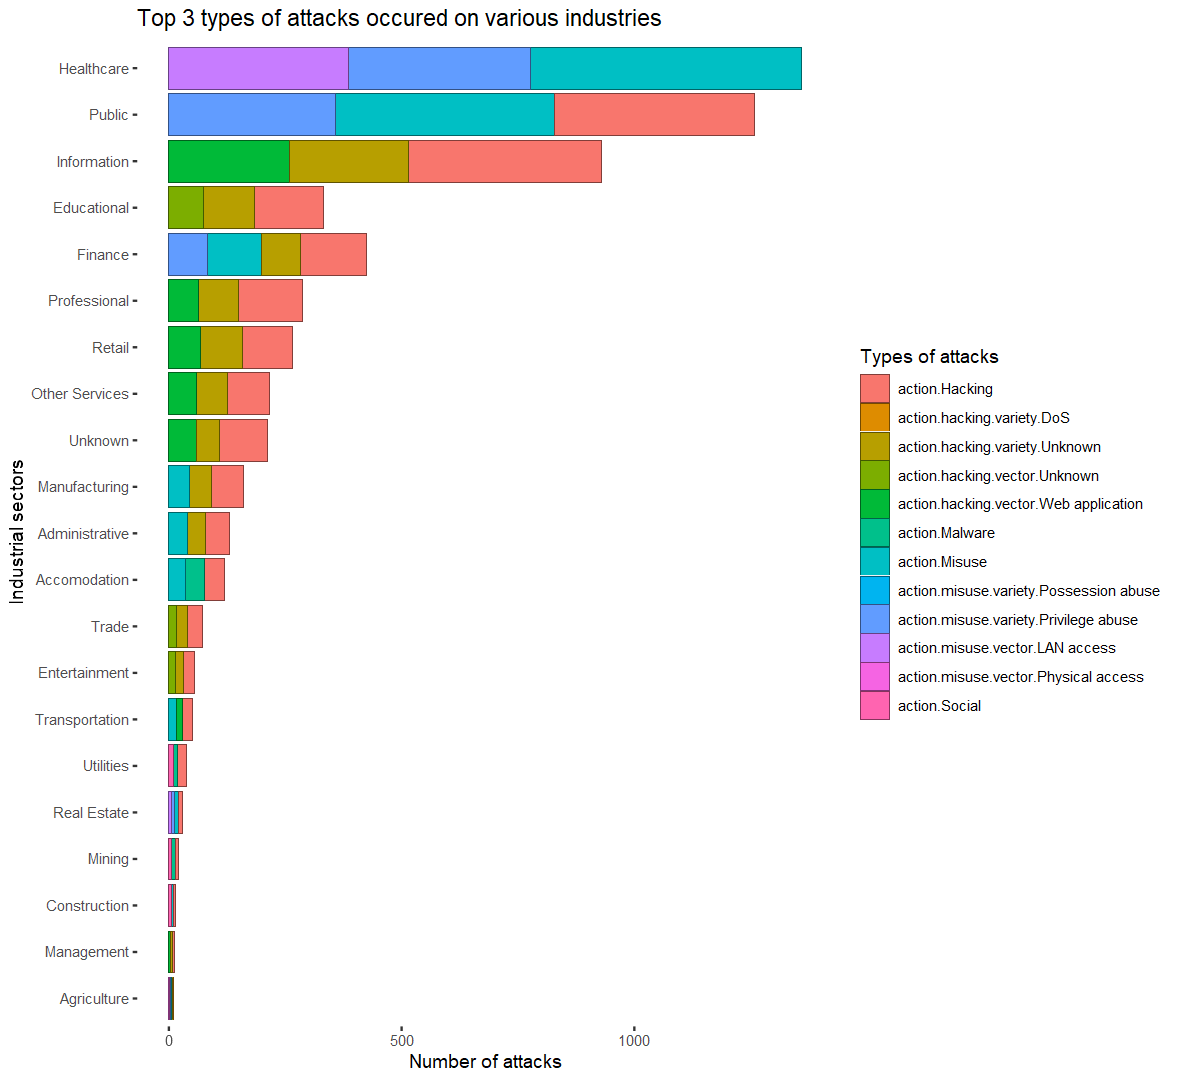 Top 3 types of attacks occured on various industries
Industrial sectors
Healthcare
Public
Information
Educational
Finance
Professional
Retail
Other Services
Unknown
Manufacturing
Administrative
Accomodation
Trade
Entertainment
Transportation
Utilities
Real Estate
Mining
Construction
Management
Agriculture
0 500 1000
Number of attacks
Types of attacks
action.Hacking
action.hacking.variety.DoS
action.hacking.variety.Unknown
action.hacking.vector.Unknown
action.hacking.vector.Web application
action.Malware
action.Misuse
action.misuse.variety.Possession abuse
action.misuse.variety.Privilege abuse
action.misuse.vector.LAN access
action.misuse.vector.Physical access
action.Social